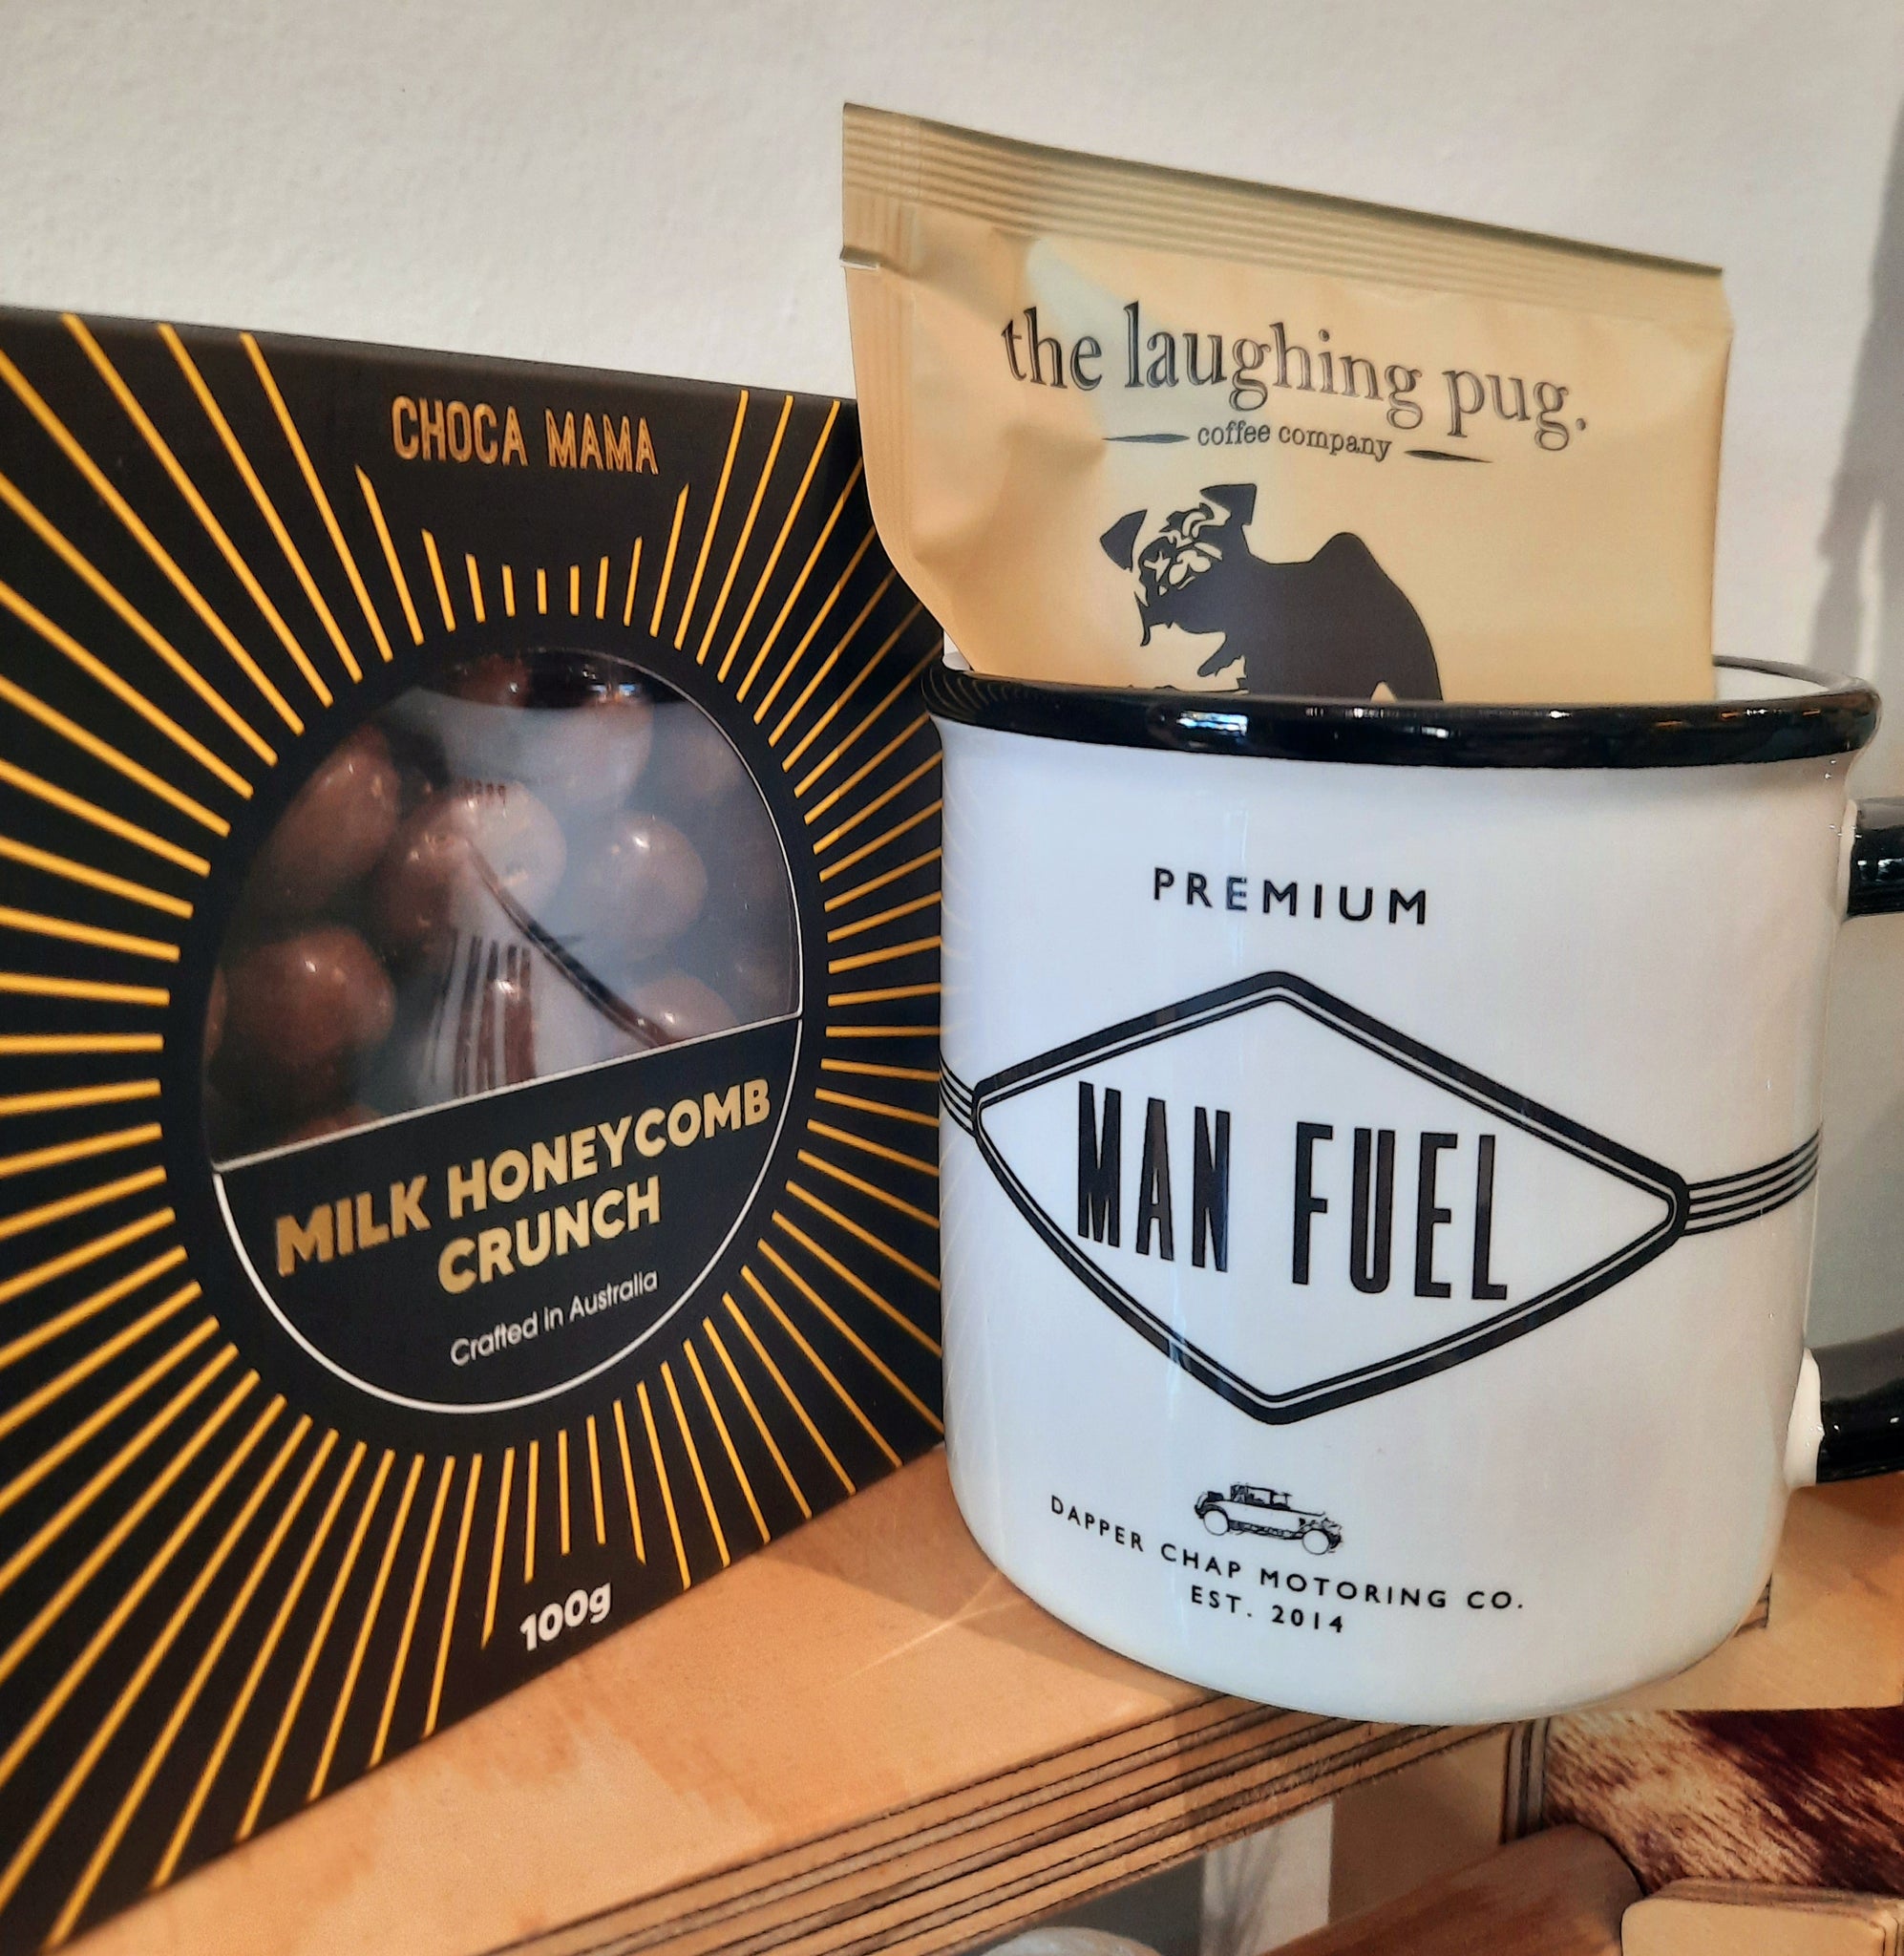 CHOCA MAMA
MILK HONEYCOMB
CRUNCH
Crafted in Australia
100g
the laughing pug.
coffee company
PREMIUM
MAN FUEL
DAPPER CHAP MOTORING CO.
EST. 2014